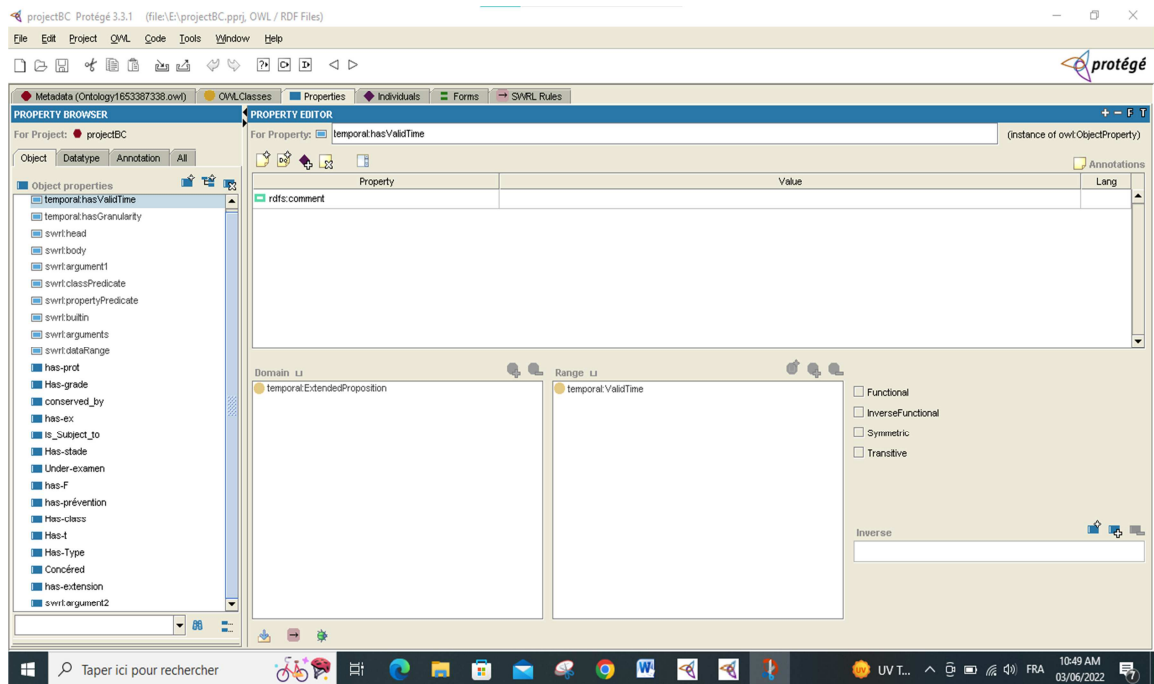 projectBC Protégé 3.3.1 (file:\E:\projectBC.pprj, OWL / RDF Files)
File Edit Project OWL Code Tools Window Help
protégé
Metadata (Ontology1653387338.owl) OWLClasses Properties Individuals Forms SWRL Rules
PROPERTY BROWSER
For Project: projectBC
Object Datatype Annotation All
Object properties
temporal:hasValidTime
temporal:hasGranularity
swrl:head
swrl:body
swrl:argument1
swrl:classPredicate
swrl:propertyPredicate
swrl:builtin
swrl:arguments
swrl:dataRange
has-prot
Has-grade
conserved_by
has-ex
is_Subject_to
Has-stade
Under-examen
has-F
has-prévention
Has-class
Has-t
Has-Type
Concéred
has-extension
swrl:argument2
PROPERTY EDITOR
For Property: temporal:hasValidTime (instance of owl:ObjectProperty)
Annotations
Property Value Lang
rdfs:comment
Domain
temporal:ExtendedProposition
Range
temporal:ValidTime
Functional
InverseFunctional
Symmetric
Transitive
Inverse
Taper ici pour rechercher
UV T... FRA 10:49 AM
03/06/2022